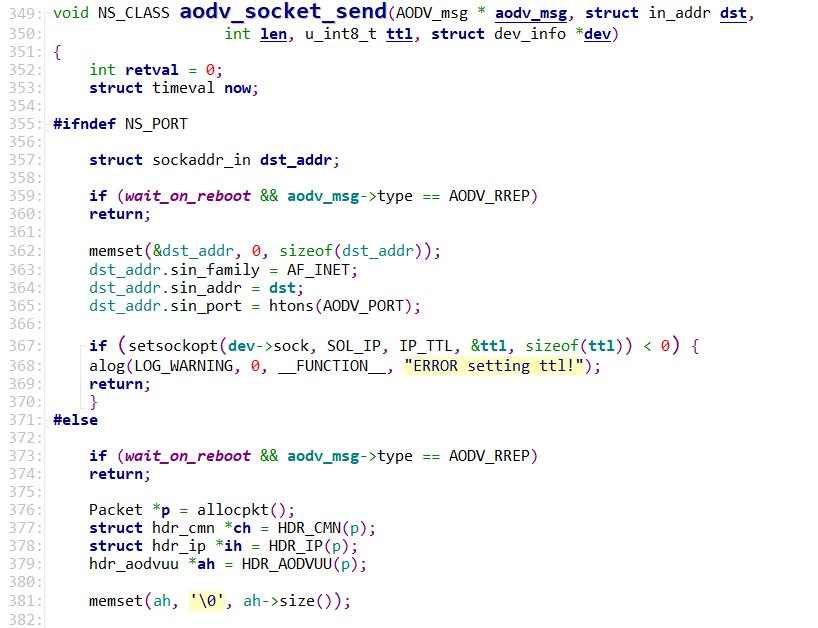 349: void NS_CLASS aodv_socket_send(AODV_msg * aodv_msg, struct in_addr dst,
350: int len, u_int8_t ttl, struct dev_info *dev)
351: {
352: int retval = 0;
353: struct timeval now;
354:
355: #ifndef NS_PORT
356:
357: struct sockaddr_in dst_addr;
358:
359: if (wait_on_reboot && aodv_msg->type == AODV_RREP)
360: return;
361:
362: memset(&dst_addr, 0, sizeof(dst_addr));
363: dst_addr.sin_family = AF_INET;
364: dst_addr.sin_addr = dst;
365: dst_addr.sin_port = htons(AODV_PORT);
366:
367: if (setsockopt(dev->sock, SOL_IP, IP_TTL, &ttl, sizeof(ttl)) < 0) {
368: alog(LOG_WARNING, 0, __FUNCTION__, "ERROR setting ttl!");
369: return;
370: }
371: #else
372:
373: if (wait_on_reboot && aodv_msg->type == AODV_RREP)
374: return;
375:
376: Packet *p = allocpkt();
377: struct hdr_cmn *ch = HDR_CMN(p);
378: struct hdr_ip *ih = HDR_IP(p);
379: hdr_aodvuu *ah = HDR_AODVUU(p);
380:
381: memset(ah, '\0', ah->size());
382: